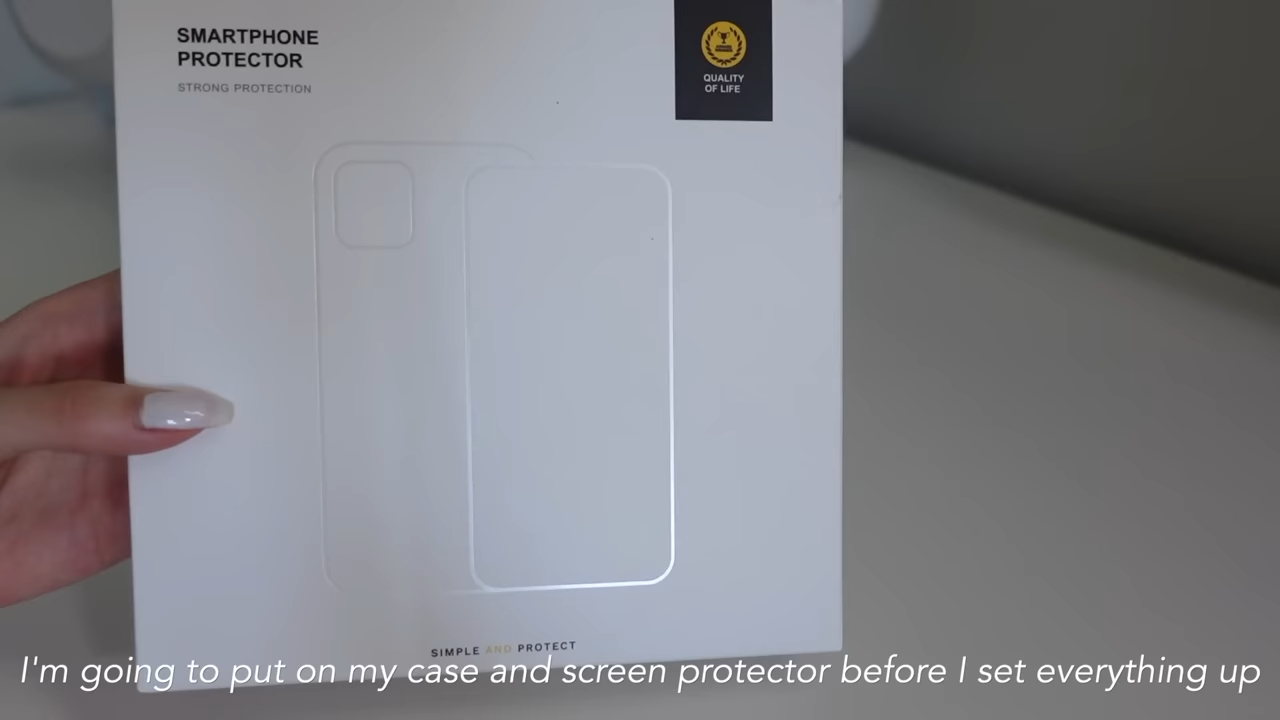 SMARTPHONE
PROTECTOR
STRONG PROTECTION
QUALITY
OF LIFE
SIMPLE AND PROTECT
I'm going to put on my case and screen protector before I set everything up